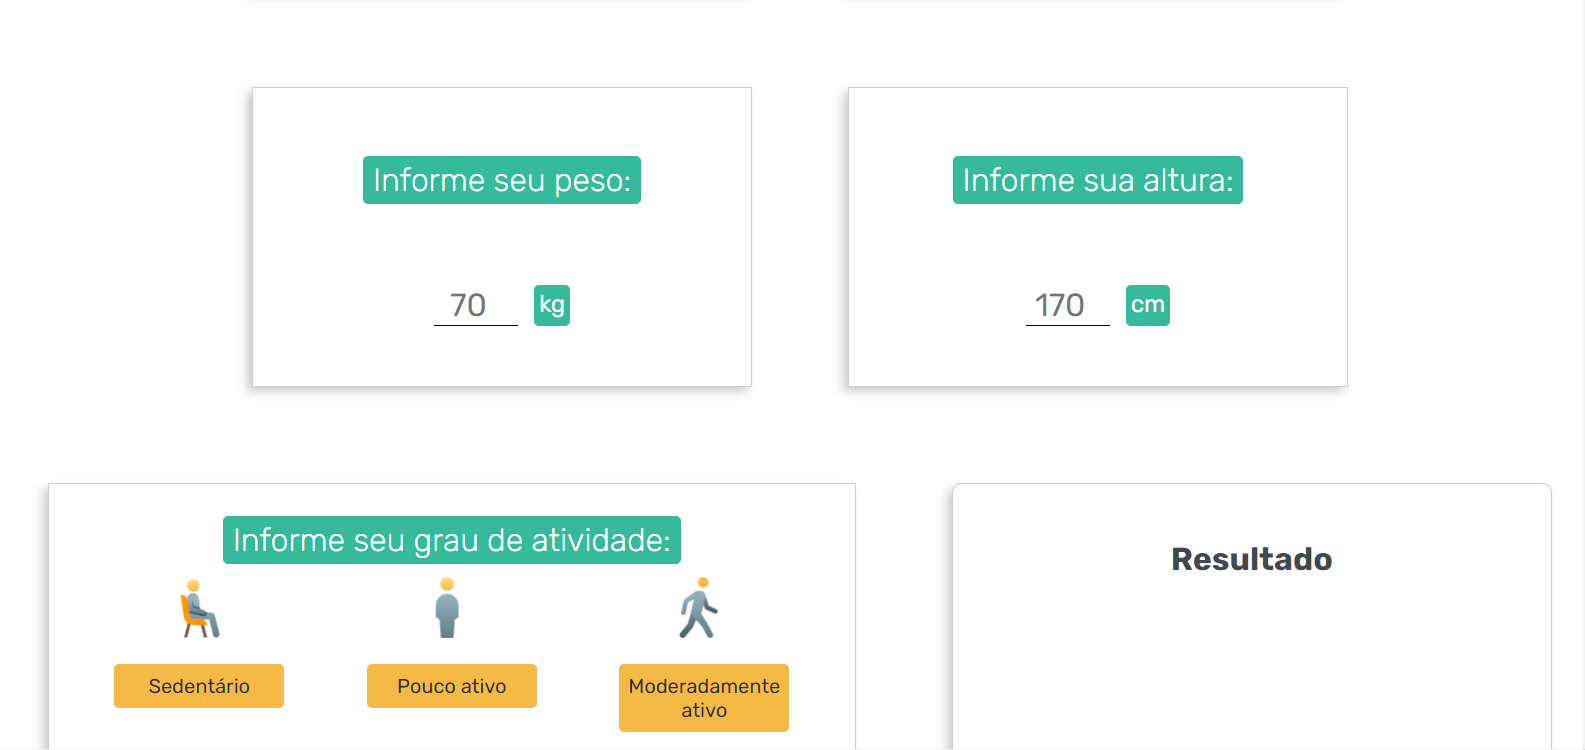 Informe seu peso:
70 kg
Informe sua altura:
170 cm
Informe seu grau de atividade:
Sedentário
Pouco ativo
Moderadamente
ativo
Resultado